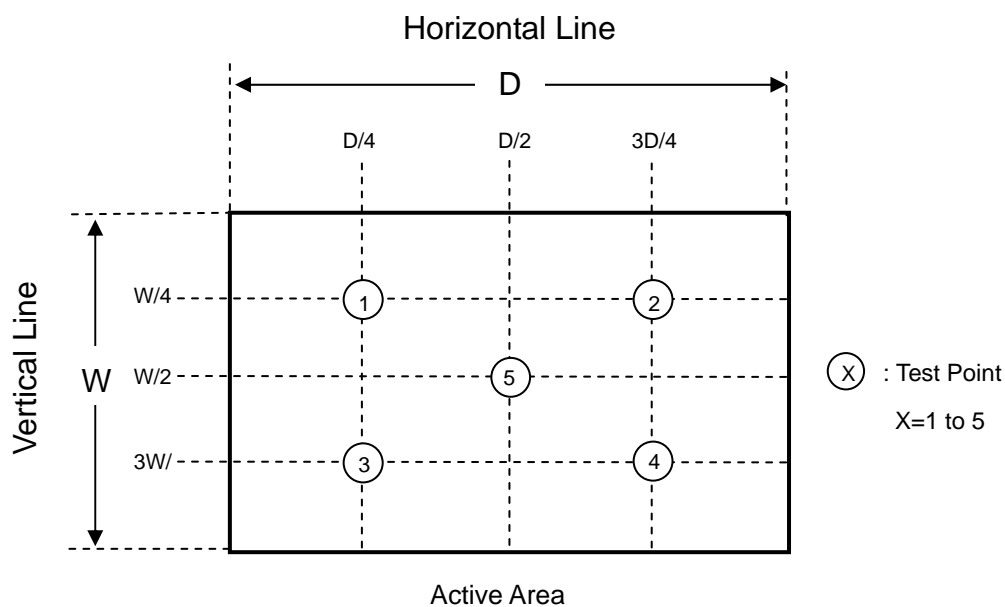 Horizontal Line
D
D/4 D/2 3D/4
Vertical Line
W
W/4
W/2
3W/
1 2
5
3 4
X : Test Point
X=1 to 5
Active Area